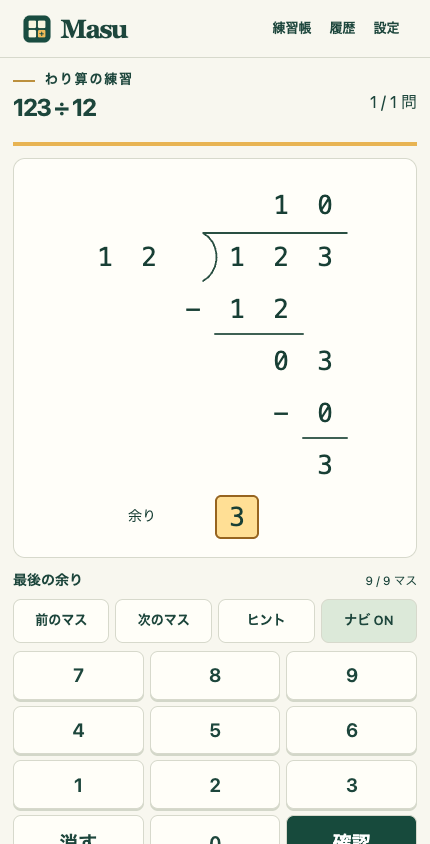 Masu 練習帳 履歴 設定
わり算の練習
123÷12 1/1問
1 0
1 2 1 2 3
− 1 2
0 3
− 0
3
余り 3
最後の余り 9/9 マス
前のマス 次のマス ヒント ナビ ON
7 8 9
4 5 6
1 2 3
消す 0 確認